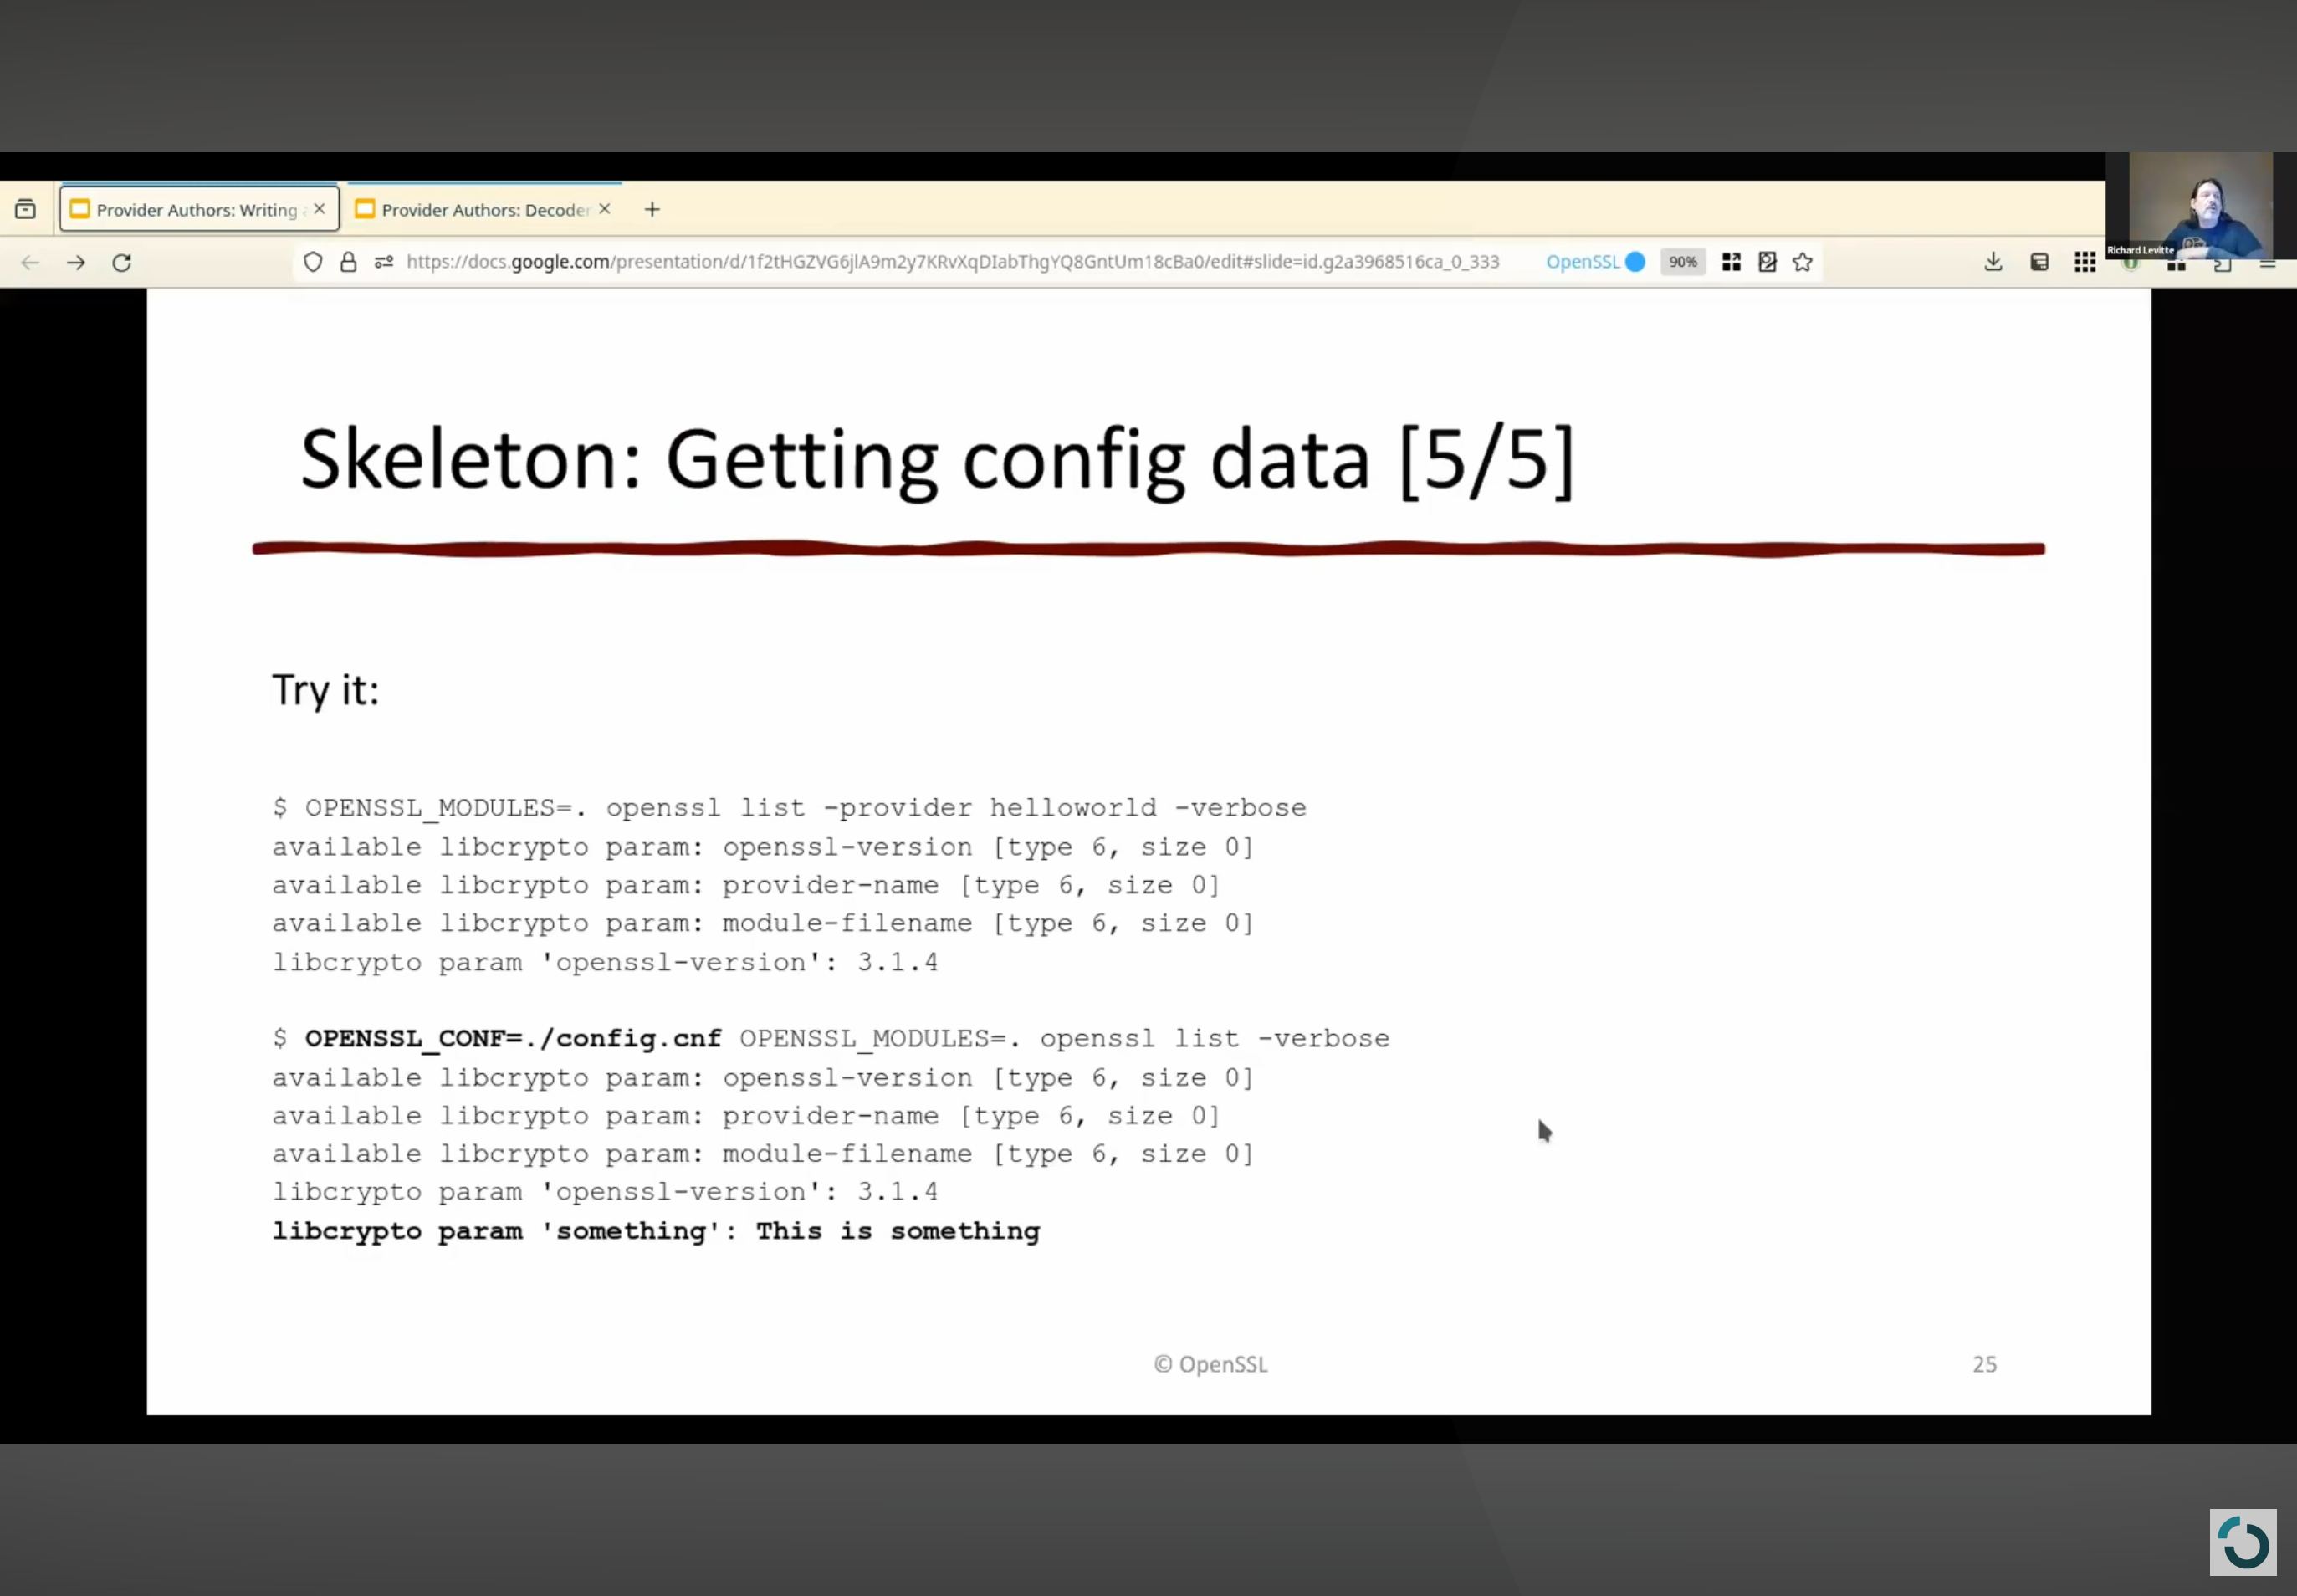 Provider Authors: Writing
Provider Authors: Decoder
https://docs.google.com/presentation/d/1f2tHGZVG6jlA9m2y7KRvXqDIabThgYQ8GntUm18cBa0/edit#slide=id.g2a3968516ca_0_333
OpenSSL
90%
Richard Levitte
Skeleton: Getting config data [5/5]
Try it:
$ OPENSSL_MODULES=. openssl list -provider helloworld -verbose
available libcrypto param: openssl-version [type 6, size 0]
available libcrypto param: provider-name [type 6, size 0]
available libcrypto param: module-filename [type 6, size 0]
libcrypto param 'openssl-version': 3.1.4
$ OPENSSL_CONF=./config.cnf OPENSSL_MODULES=. openssl list -verbose
available libcrypto param: openssl-version [type 6, size 0]
available libcrypto param: provider-name [type 6, size 0]
available libcrypto param: module-filename [type 6, size 0]
libcrypto param 'openssl-version': 3.1.4
libcrypto param 'something': This is something
© OpenSSL
25